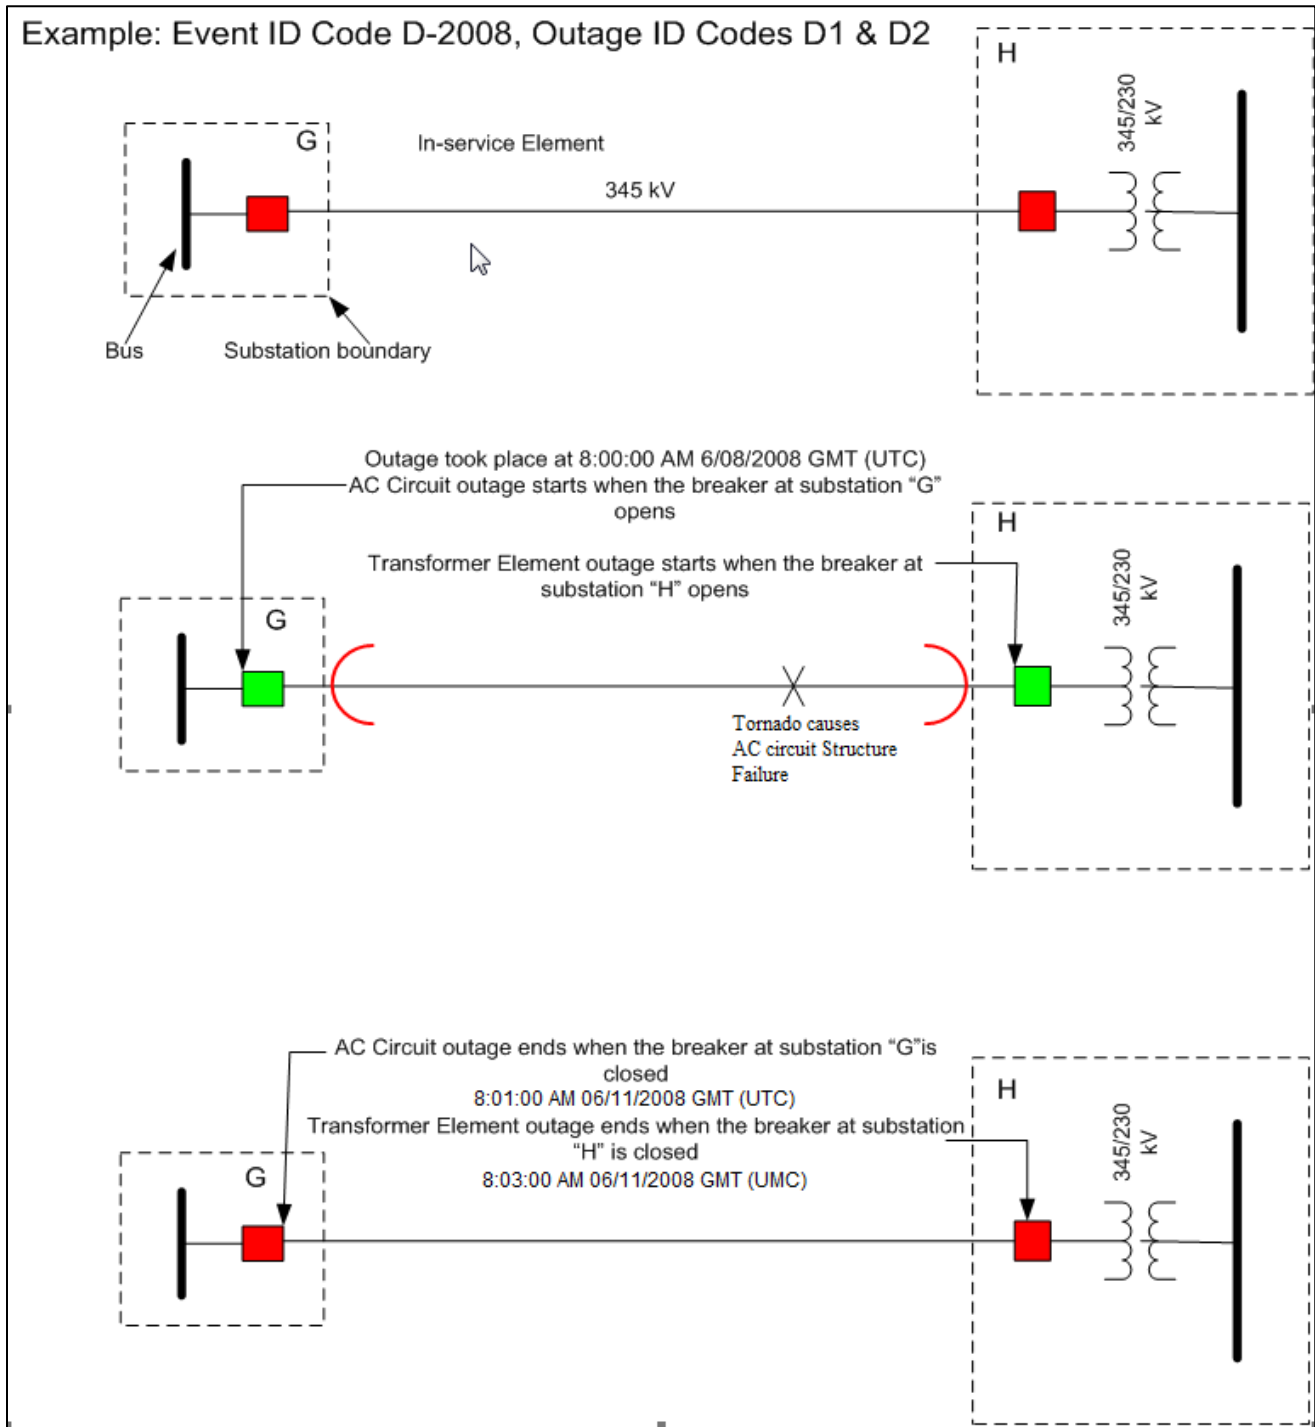 Example: Event ID Code D-2008, Outage ID Codes D1 & D2
H
G
In-service Element
345/230
kV
345 kV
Bus
Substation boundary
Outage took place at 8:00:00 AM 6/08/2008 GMT (UTC)
AC Circuit outage starts when the breaker at substation “G”
opens
H
Transformer Element outage starts when the breaker at
substation “H” opens
345/230
kV
G
Tornado causes
AC circuit Structure
Failure
AC Circuit outage ends when the breaker at substation “G”is
closed
8:01:00 AM 06/11/2008 GMT (UTC)
H
Transformer Element outage ends when the breaker at substation
“H” is closed
8:03:00 AM 06/11/2008 GMT (UMC)
345/230
kV
G